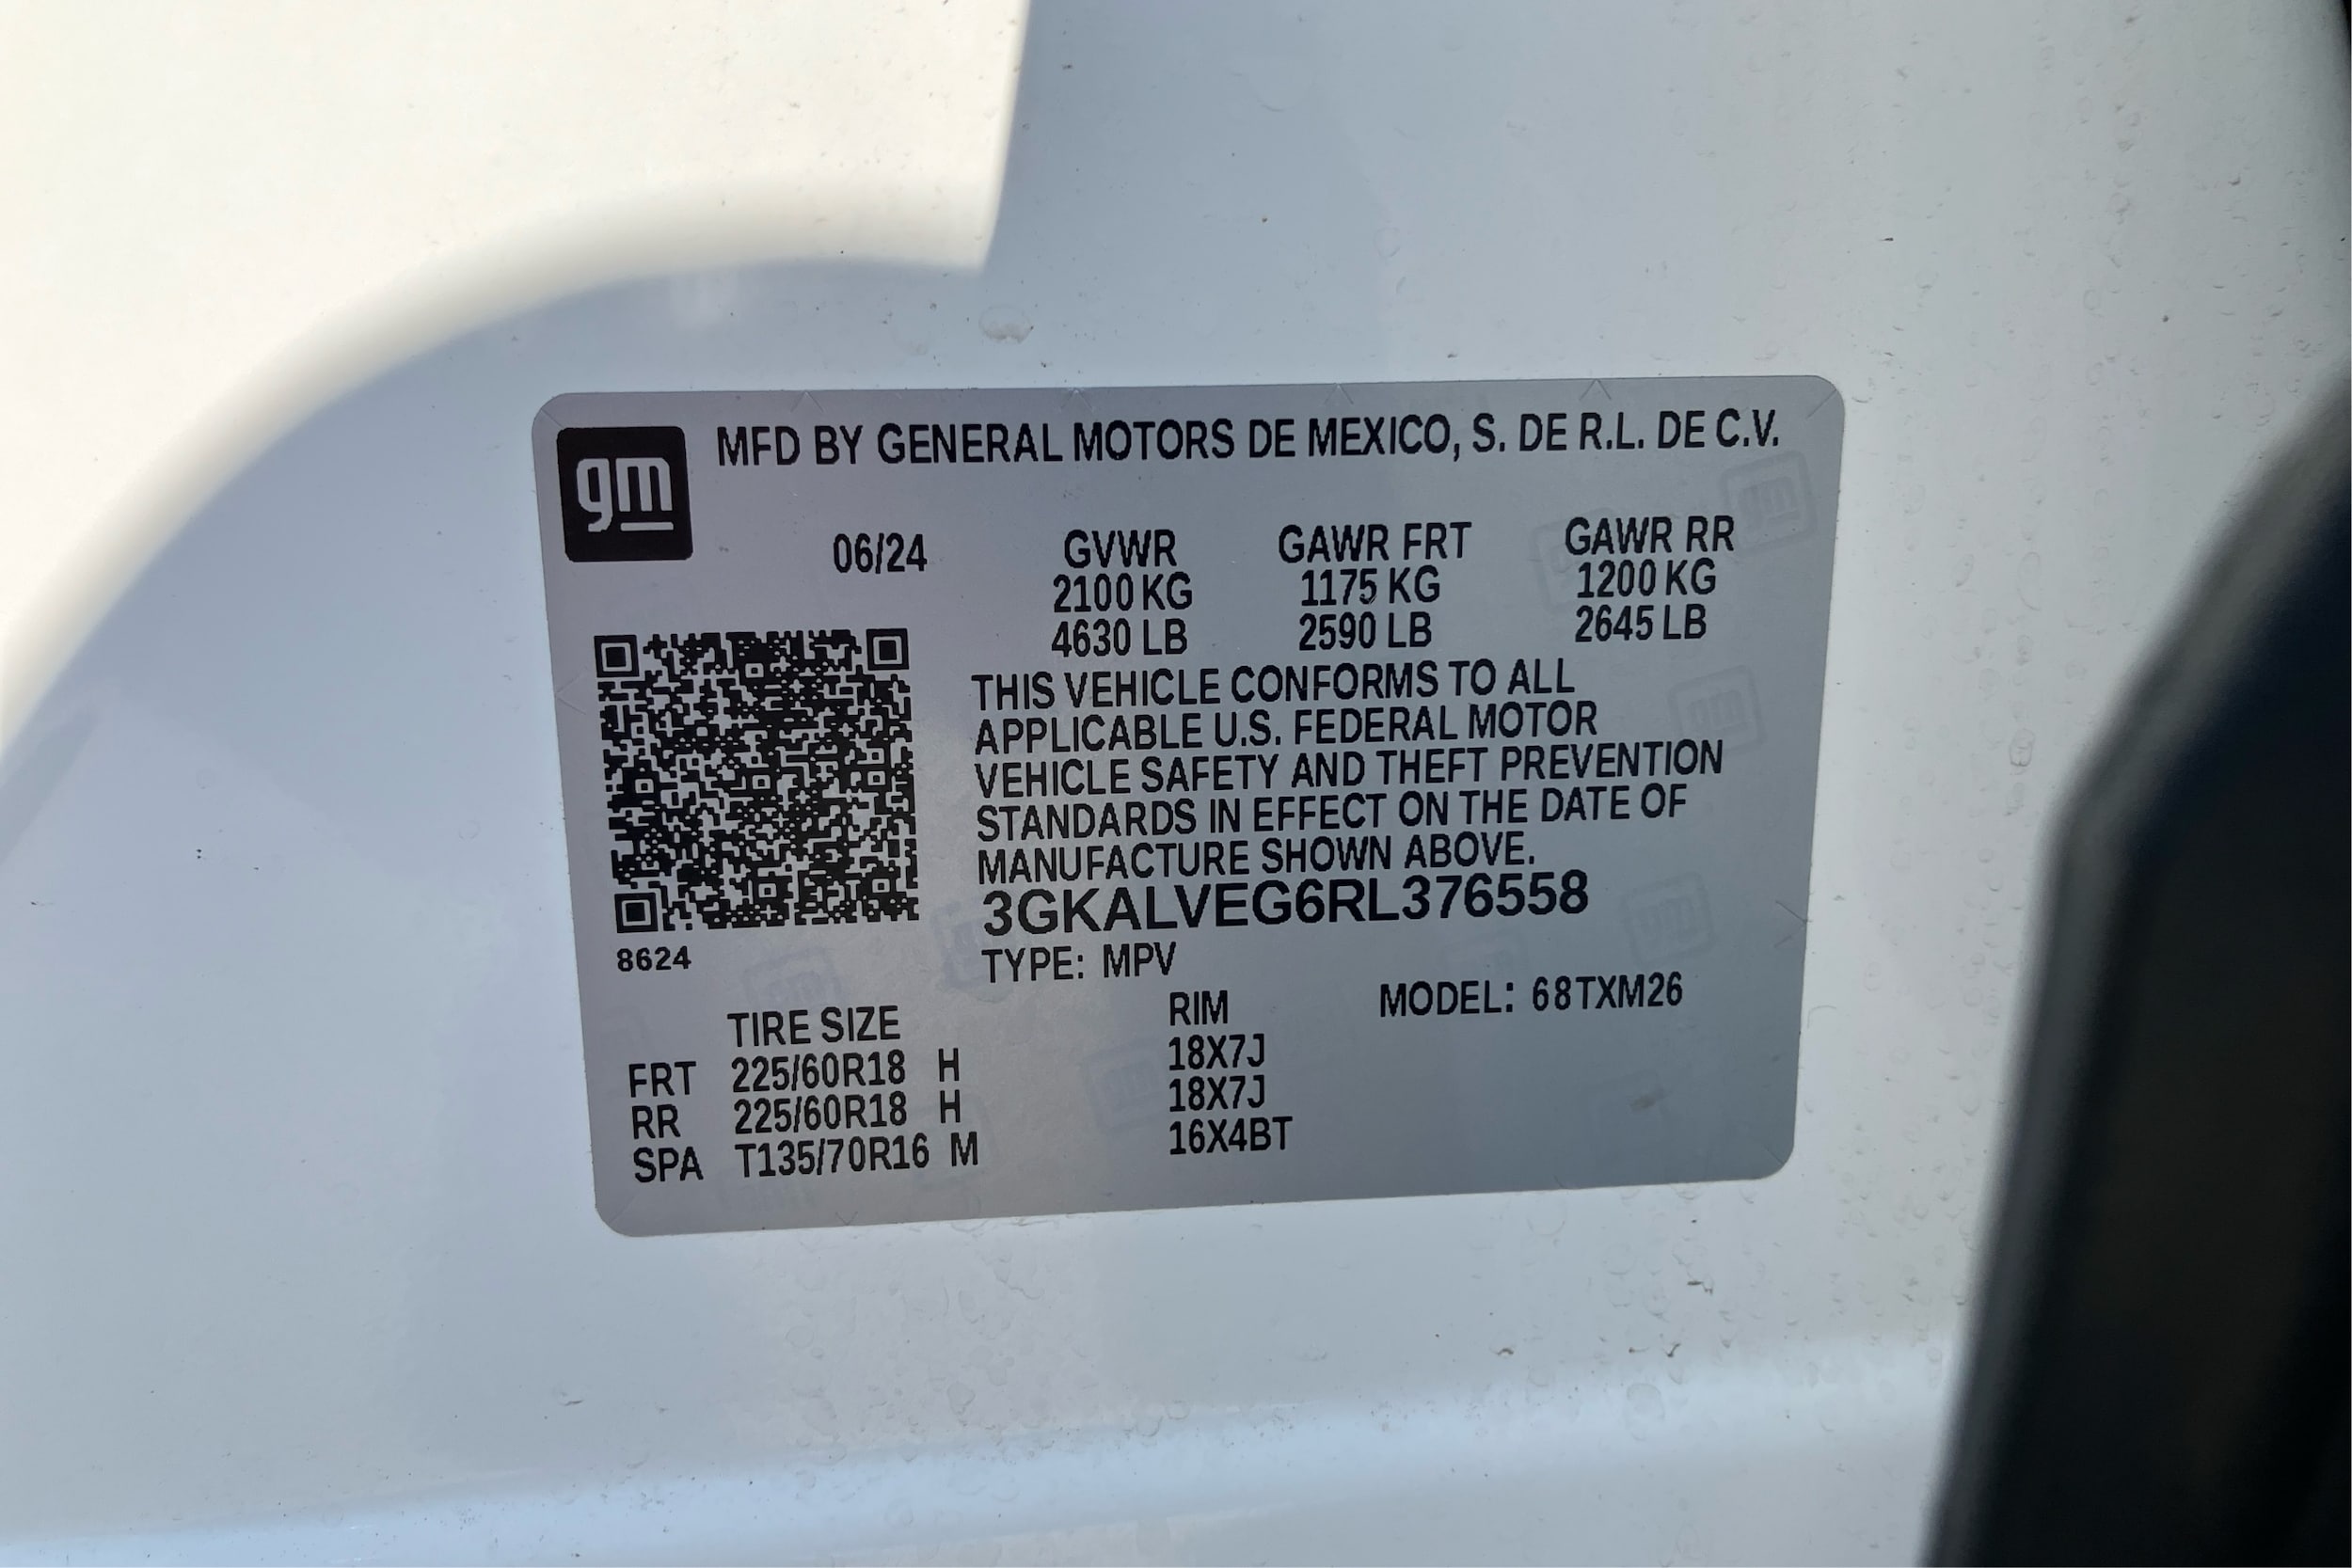 gm
MFD BY GENERAL MOTORS DE MEXICO, S. DE R.L. DE C.V.
06/24 GVWR GAWR FRT GAWR RR
2100 KG 1175 KG 1200 KG
4630 LB 2590 LB 2645 LB
THIS VEHICLE CONFORMS TO ALL
APPLICABLE U.S. FEDERAL MOTOR
VEHICLE SAFETY AND THEFT PREVENTION
STANDARDS IN EFFECT ON THE DATE OF
MANUFACTURE SHOWN ABOVE.
3GKALVEG6RL376558
8624
TYPE: MPV
TIRE SIZE RIM MODEL: 68TXM26
FRT 225/60R18 H 18X7J
RR 225/60R18 H 18X7J
SPA T135/70R16 M 16X4BT